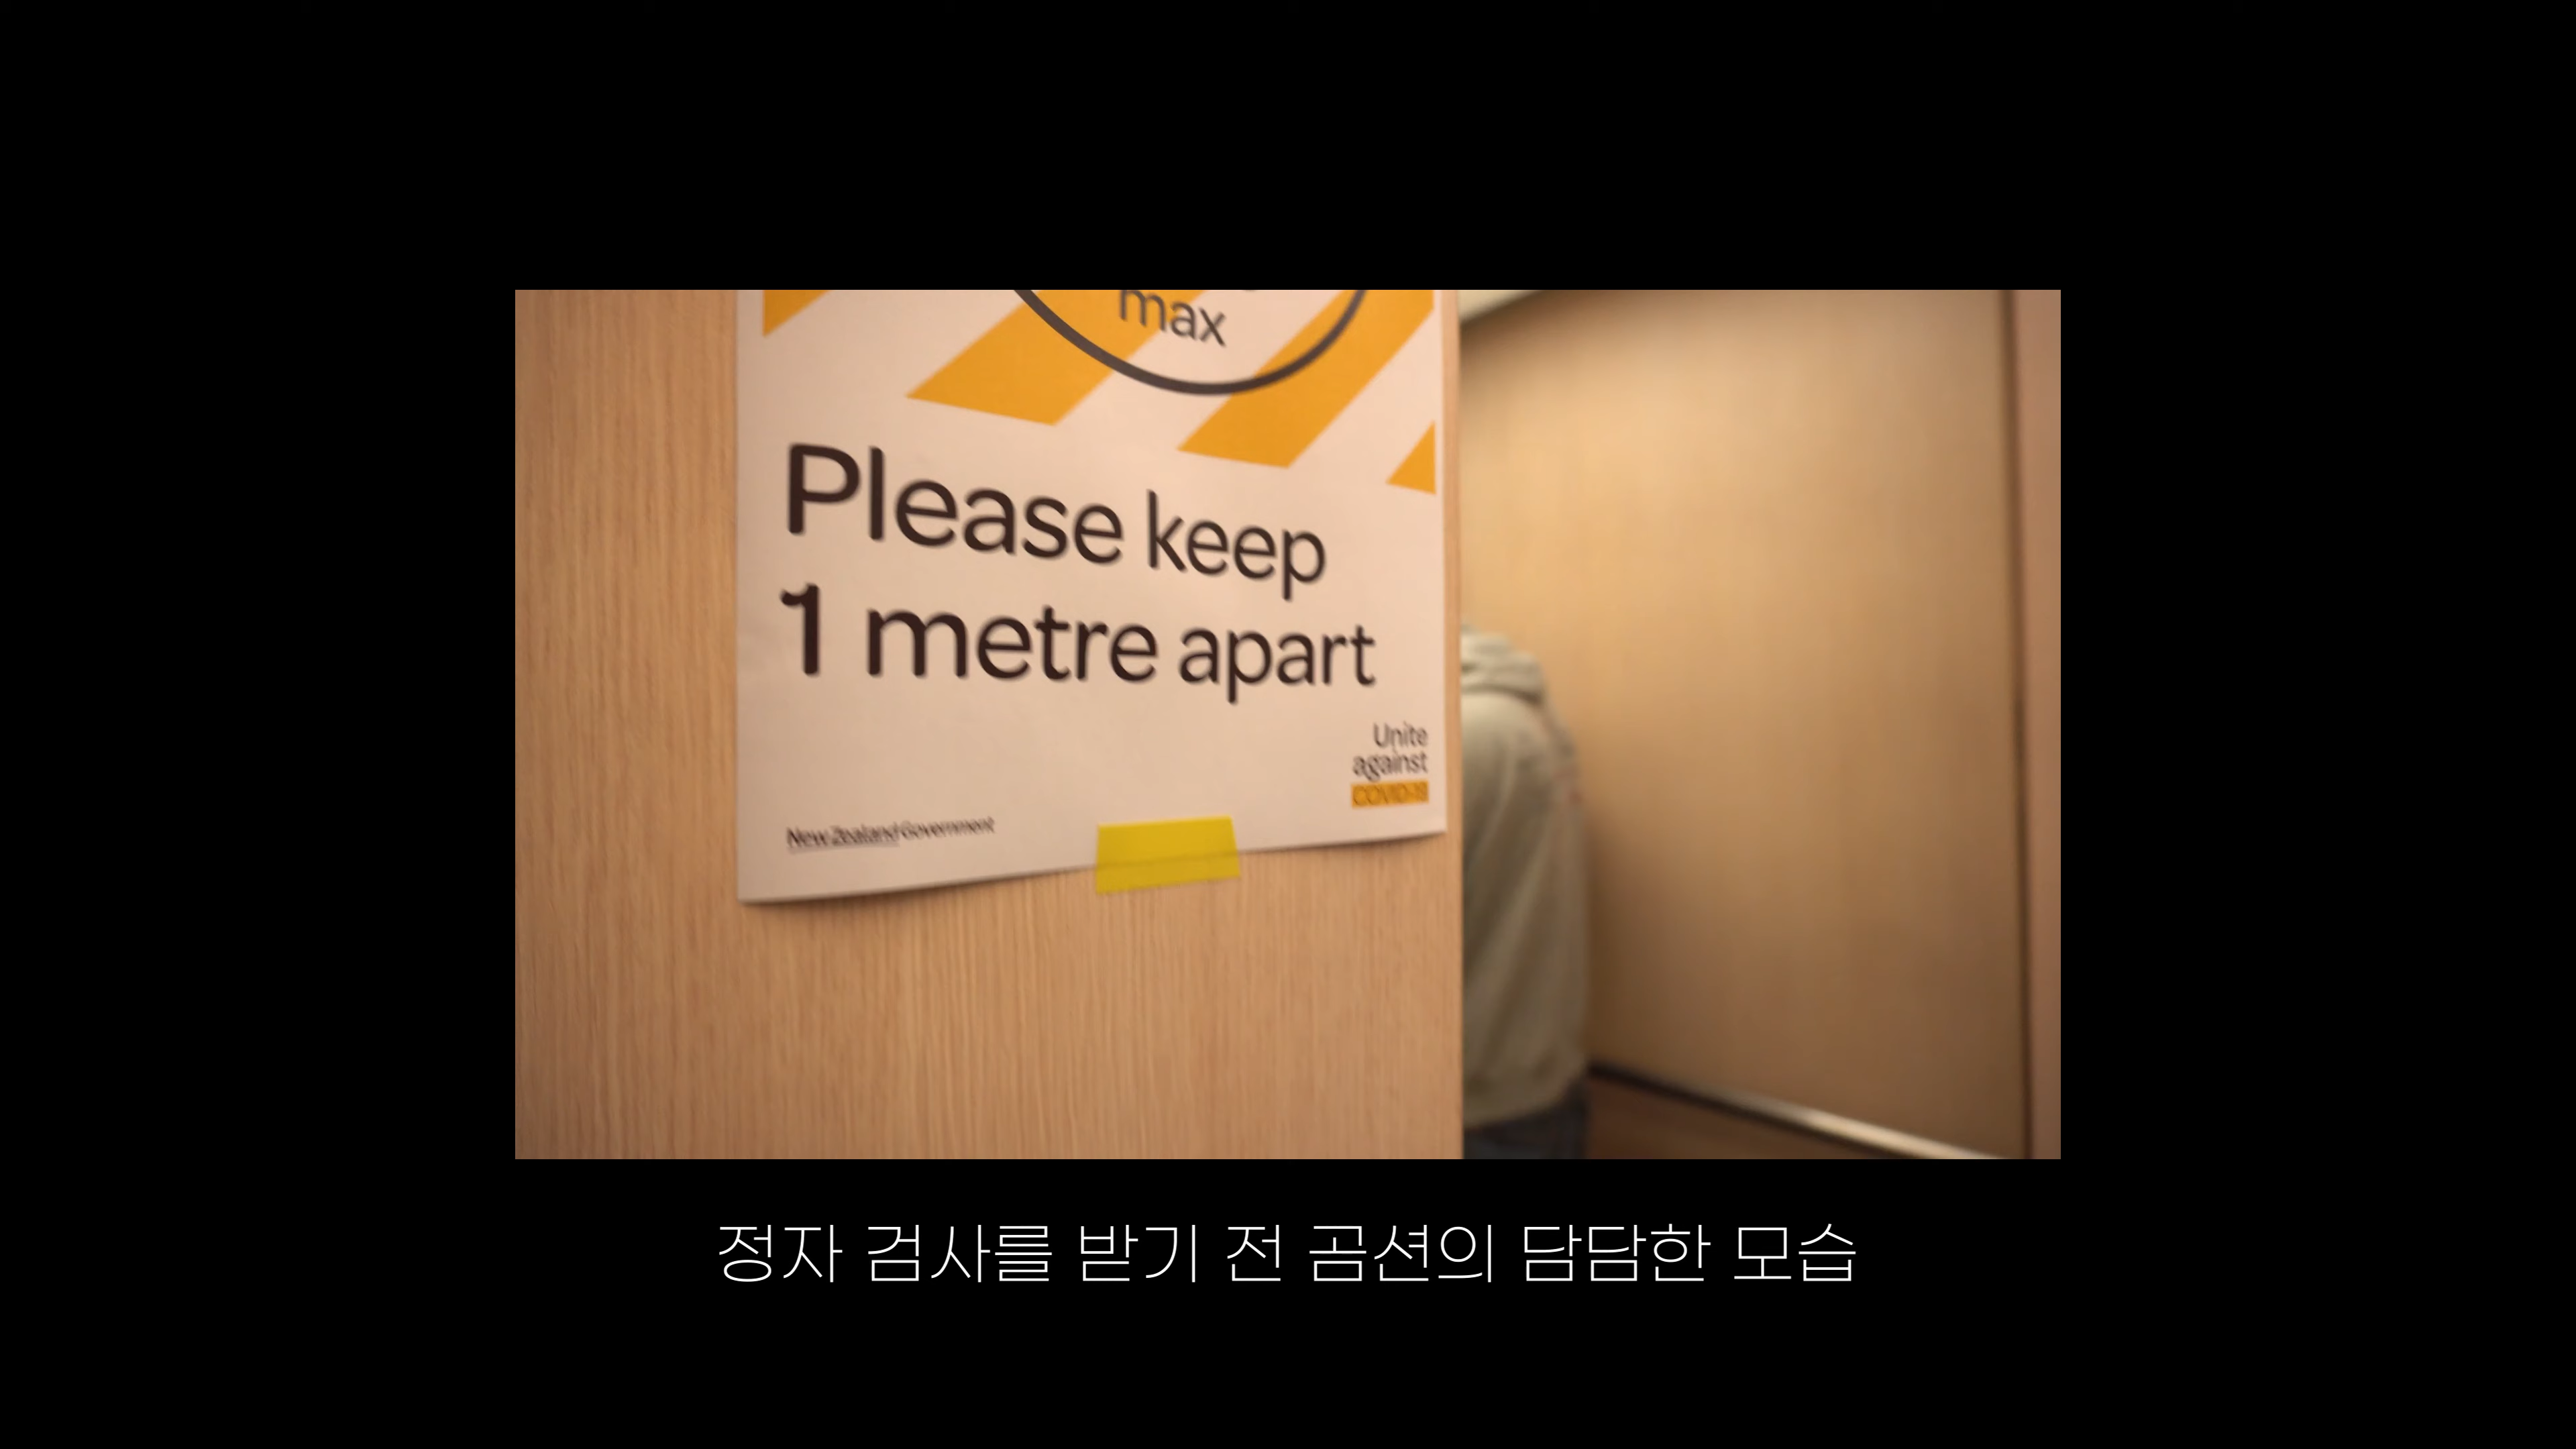 max
Please keep
1 metre apart
Unite
against
COVID-19
New Zealand Government
정자 검사를 받기 전 곰션의 담담한 모습